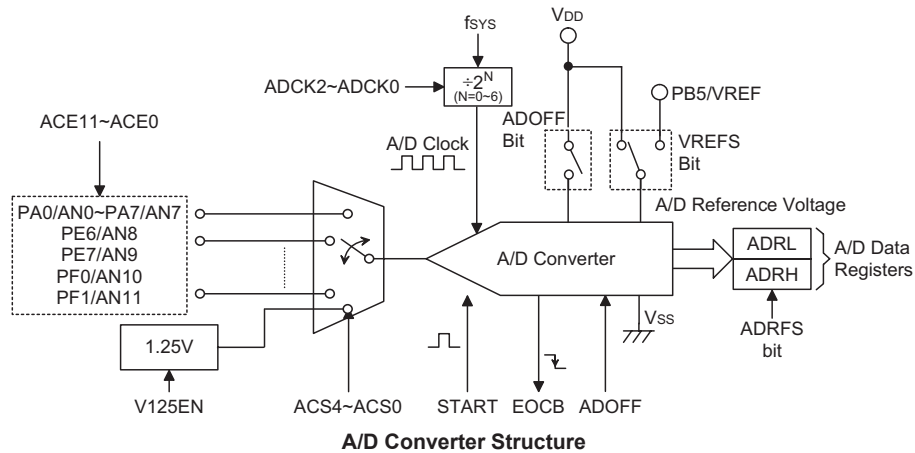 fSYS
VDD
ADCK2~ADCK0
÷2^N
(N=0~6)
PB5/VREF
ACE11~ACE0
A/D Clock
ADOFF
Bit
VREFS
Bit
PA0/AN0~PA7/AN7
PE6/AN8
PE7/AN9
PF0/AN10
PF1/AN11
A/D Reference Voltage
A/D Converter
ADRL
ADRH
A/D Data
Registers
VSS
ADRFS
bit
1.25V
V125EN
ACS4~ACS0
START
EOCB
ADOFF
A/D Converter Structure